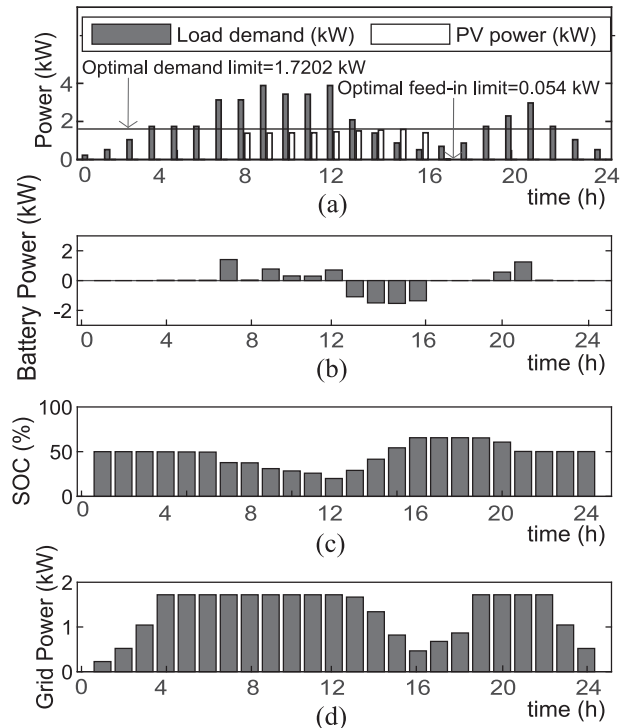 Load demand (kW) PV power (kW)
Optimal demand limit=1.7202 kW
Optimal feed-in limit=0.054 kW
Power (kW)
4
2
0
0 4 8 12 16 20 24
time (h)
(a)
Battery Power (kW)
2
0
-2
0 4 8 12 16 20 24
time (h)
(b)
SOC (%)
100
50
0
0 4 8 12 16 20 24
time (h)
(c)
Grid Power (kW)
2
1
0
0 4 8 12 16 20 24
time (h)
(d)